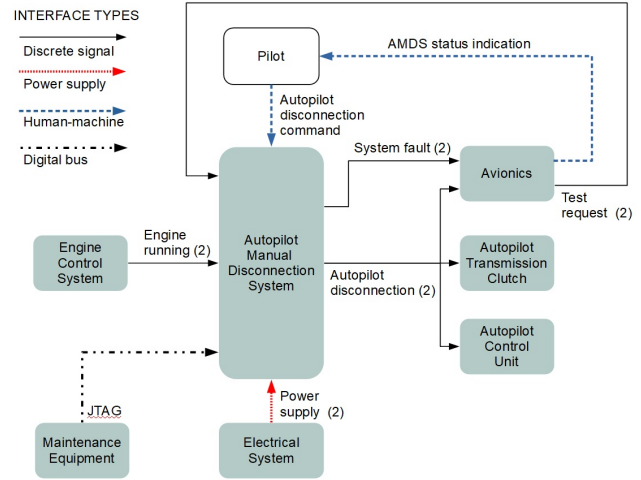 INTERFACE TYPES
Discrete signal
Power supply
Human-machine
Digital bus
Pilot
AMDS status indication
Autopilot
disconnection
command
System fault (2)
Avionics
Test
request (2)
Engine
Control
System
Engine
running (2)
Autopilot
Manual
Disconnection
System
Autopilot
disconnection (2)
Autopilot
Transmission
Clutch
Autopilot
Control
Unit
JTAG
Maintenance
Equipment
Power
supply (2)
Electrical
System